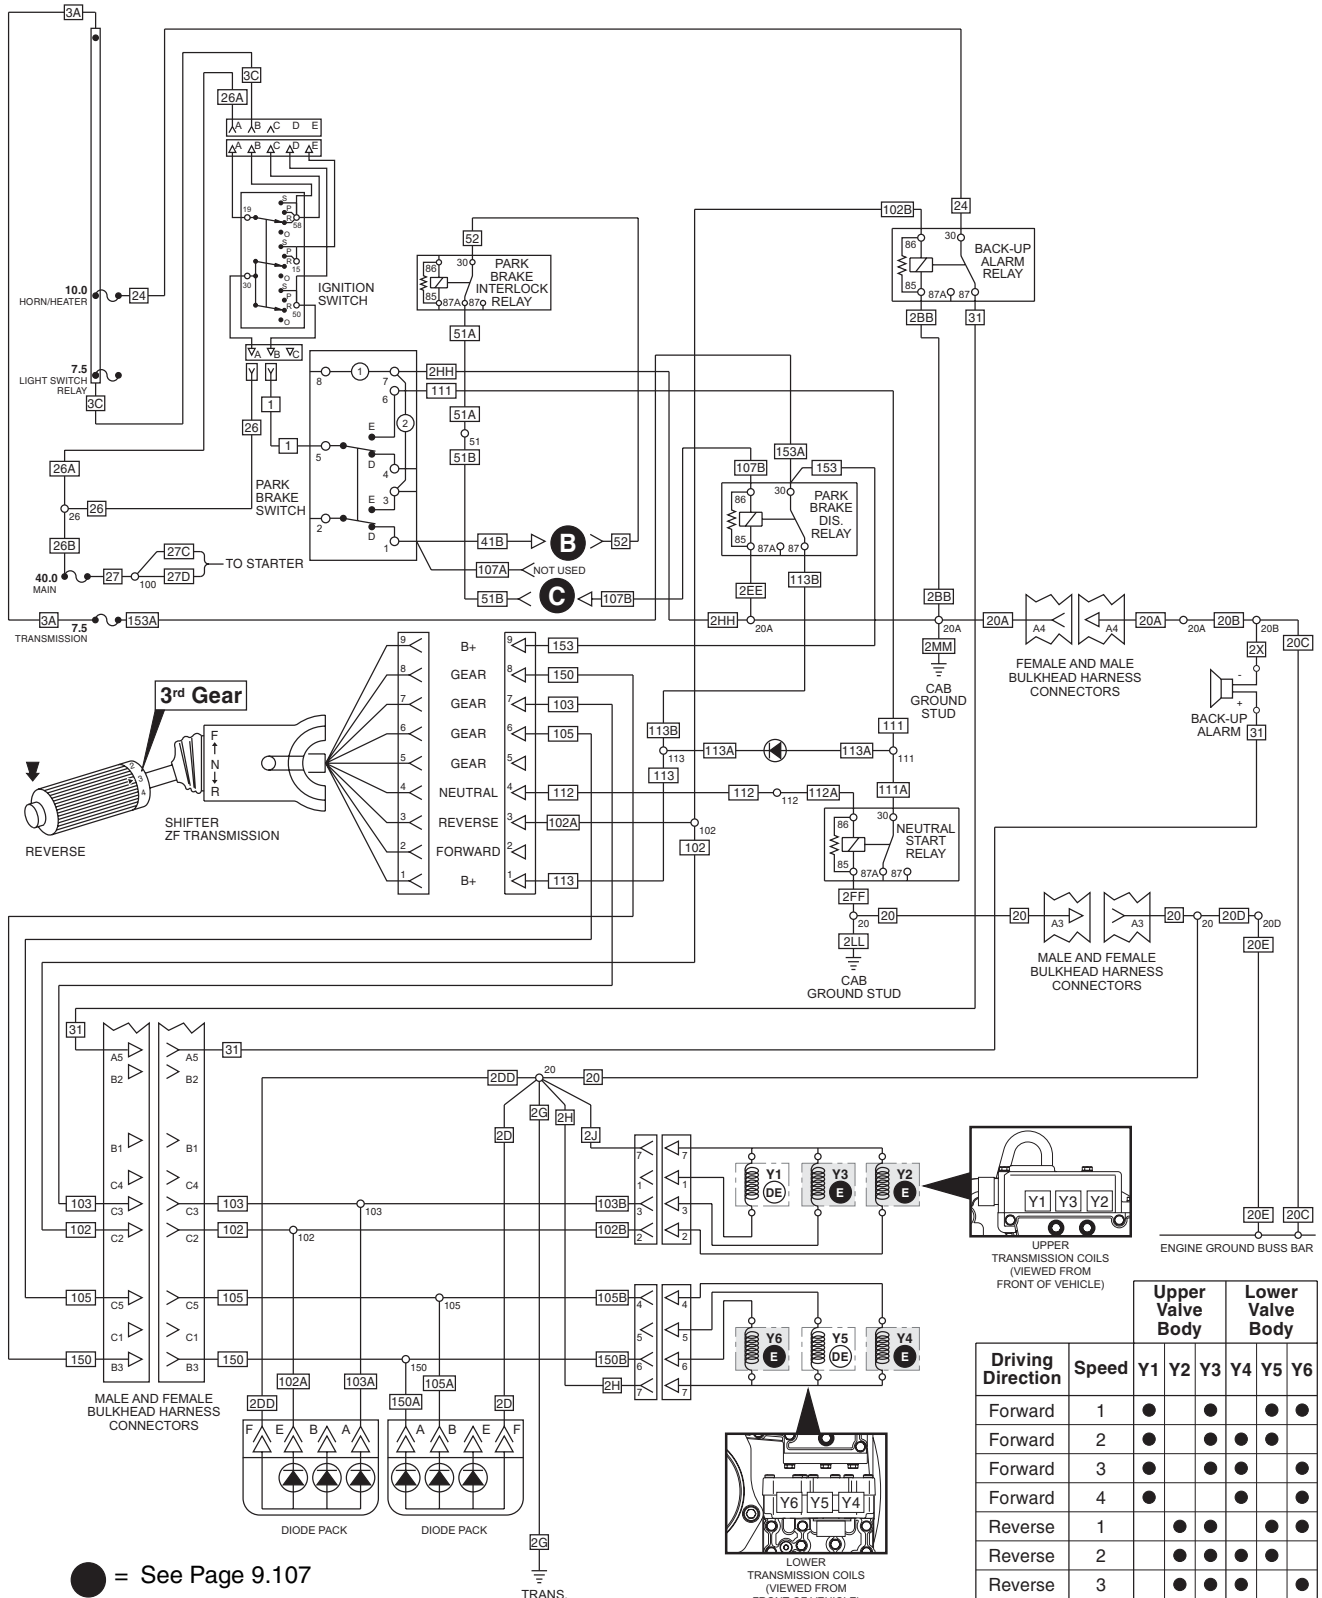 3A
24
3C
26A
A B C D E
A B C D E
S
P
R
O
19
58
S
P
R
O
15
30
S
P
R
O
50
IGNITION
SWITCH
A B C
Y Y
10.0
HORN/HEATER
24
7.5
LIGHT SWITCH
RELAY
3C
52
86 30
85 87A 87
PARK
BRAKE
INTERLOCK
RELAY
51A
102B
24
86 30
85 87A 87
BACK-UP
ALARM
RELAY
2BB
31
8 1 7
2HH
6
111
2
E
D
5
4
3
E
D
2
1
1
1
26
PARK
BRAKE
SWITCH
51A
51
51B
26A
26
26
26B
40.0
MAIN
27
100
27C
27D
TO STARTER
41B
B
52
107A
NOT USED
51B
C
107B
107B
153A
153
86 30
85 87A 87
PARK
BRAKE
DIS.
RELAY
2EE
113B
3A
7.5
TRANSMISSION
153A
2HH
20A
2BB
20A
2MM
CAB
GROUND
STUD
20A
A4
A4
20A
20A
20B
20B
20C
FEMALE AND MALE
BULKHEAD HARNESS
CONNECTORS
2X
-
+
BACK-UP
ALARM
31
3rd Gear
F
N
R
2
3
4
SHIFTER
ZF TRANSMISSION
REVERSE
9 B+ 9 153
8 GEAR 8 150
7 GEAR 7 103
6 GEAR 6 105
5 GEAR 5
4 NEUTRAL 4 112
3 REVERSE 3 102A
2 FORWARD 2
1 B+ 1 113
113B
113
113
113A
113A
111
111
111A
112
112
112A
102
102
86 30
85 87A 87
NEUTRAL
START
RELAY
2FF
20
20
2LL
CAB
GROUND STUD
20
A3
A3
20
20
20D
20D
20E
MALE AND FEMALE
BULKHEAD HARNESS
CONNECTORS
31
A5 A5
31
B2 B2
B1 B1
C4 C4
103
C3 C3
103
103
103B
102
C2 C2
102
102
102B
105
C5 C5
105
105
105B
C1 C1
150
B3 B3
150
150
150B
MALE AND FEMALE
BULKHEAD HARNESS
CONNECTORS
2DD
20
20
2G
2H
2D
2J
7 7
1 1
3 3
2 2
Y1
DE
Y3
E
Y2
E
4 4
5 5
6 6
7 7
2H
Y6
E
Y5
DE
Y4
E
Y1 Y3 Y2
UPPER
TRANSMISSION COILS
(VIEWED FROM
FRONT OF VEHICLE)
20E
20C
ENGINE GROUND BUSS BAR
102A
103A
150A
105A
2DD
2D
F E B A
A B E F
DIODE PACK
DIODE PACK
2G
TRANS.
Y6 Y5 Y4
LOWER
TRANSMISSION COILS
(VIEWED FROM
= See Page 9.107
Upper
Valve
Body
Lower
Valve
Body
Driving
Direction
Speed Y1 Y2 Y3 Y4 Y5 Y6
Forward 1 ● ● ● ●
Forward 2 ● ● ● ●
Forward 3 ● ● ● ●
Forward 4 ● ● ●
Reverse 1 ● ● ● ●
Reverse 2 ● ● ● ●
Reverse 3 ● ● ● ●